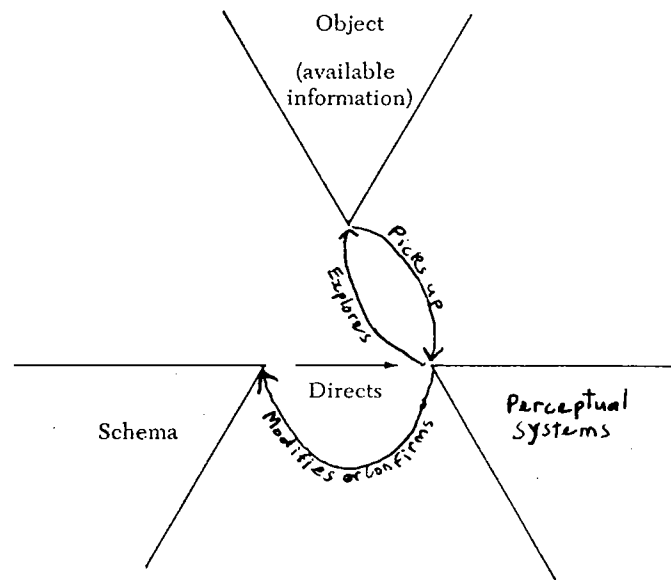 Object
(available
information)
Picks up
Explores
Directs
Schema
Perceptual
systems
Modifies or Confirms